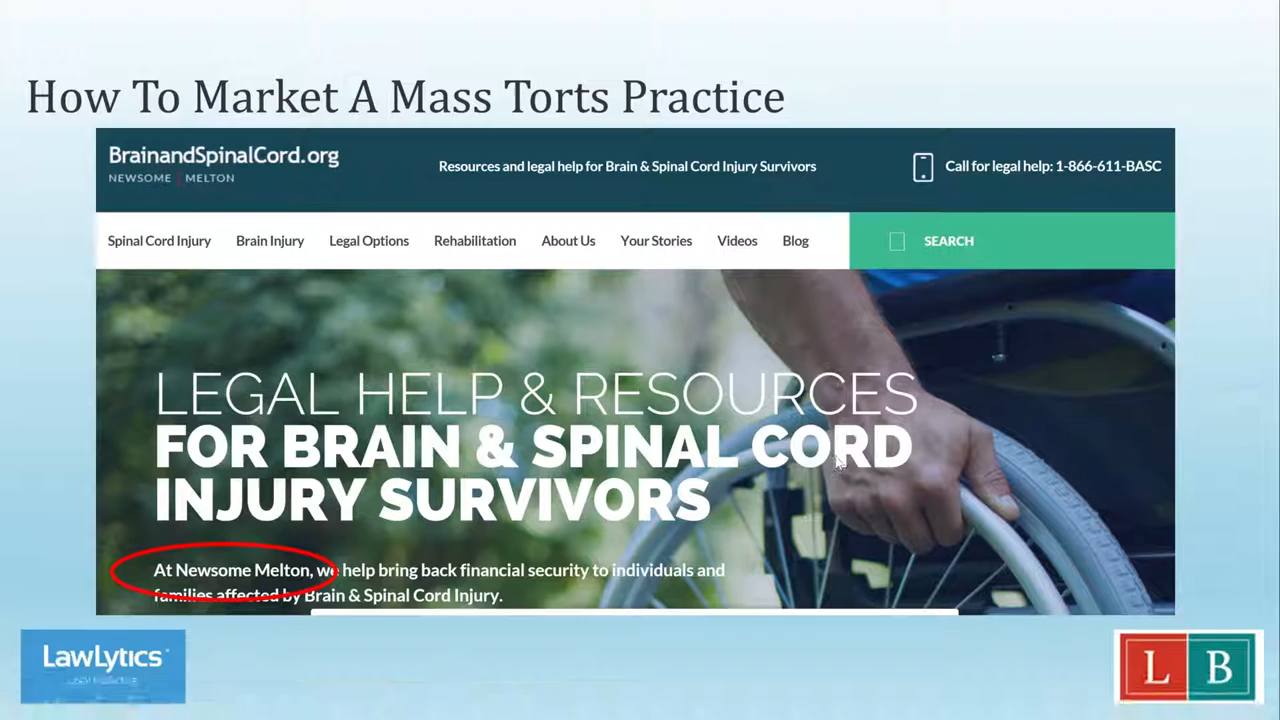 How To Market A Mass Torts Practice
BrainandSpinalCord.org
NEWSOME | MELTON
Resources and legal help for Brain & Spinal Cord Injury Survivors
Call for legal help: 1-866-611-BASC
Spinal Cord Injury Brain Injury Legal Options Rehabilitation About Us Your Stories Videos Blog SEARCH
LEGAL HELP & RESOURCES
FOR BRAIN & SPINAL CORD
INJURY SURVIVORS
At Newsome Melton, we help bring back financial security to individuals and
families affected by Brain & Spinal Cord Injury.
LawLytics
L B